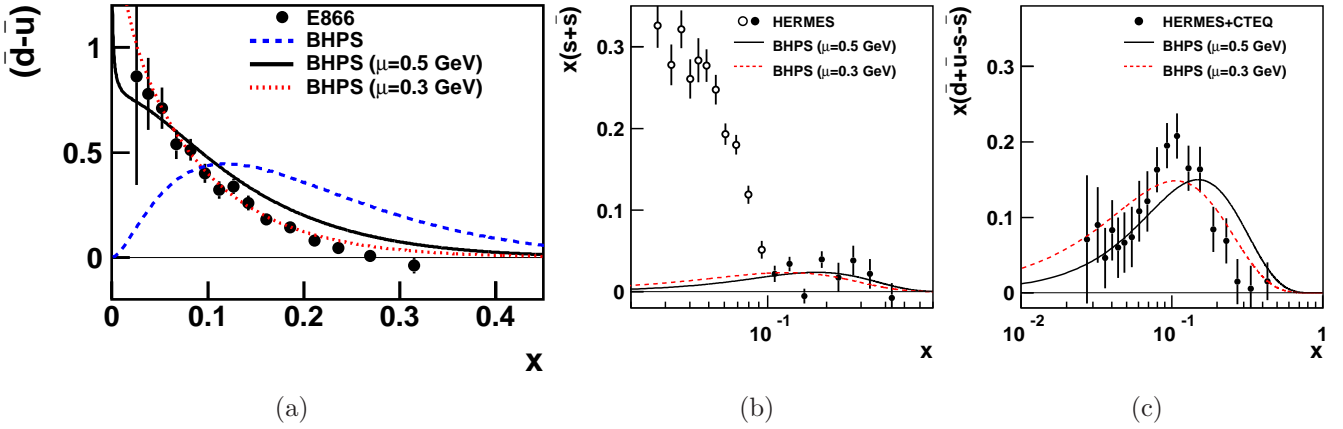 (d̄-ū)
1
0.5
0
0 0.1 0.2 0.3 0.4
x
E866
BHPS
BHPS (μ=0.5 GeV)
BHPS (μ=0.3 GeV)
(a)
x(s+s̄)
0.3
0.2
0.1
0
10⁻¹
x
HERMES
BHPS (μ=0.5 GeV)
BHPS (μ=0.3 GeV)
(b)
x(d̄+ū-s-s̄)
0.3
0.2
0.1
0
10⁻² 10⁻¹ 1
x
HERMES+CTEQ
BHPS (μ=0.5 GeV)
BHPS (μ=0.3 GeV)
(c)